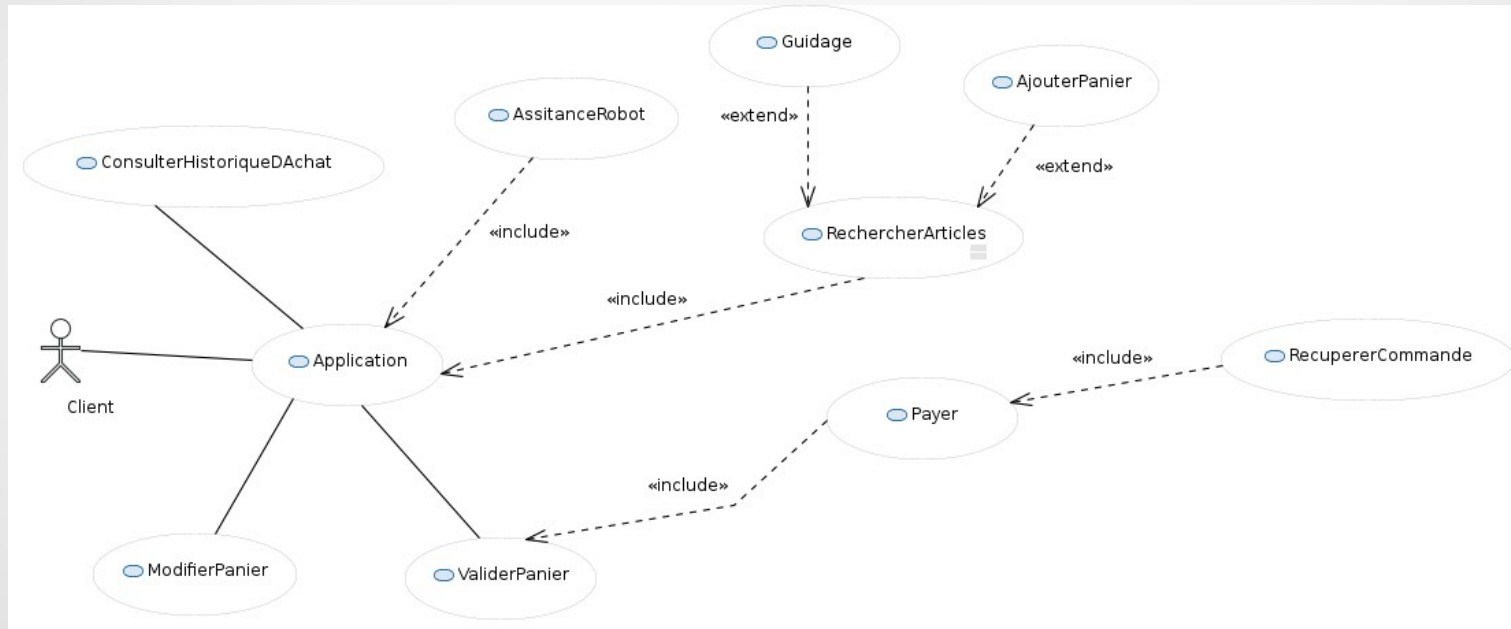 Guidage
AjouterPanier
AssitanceRobot
«extend»
ConsulterHistoriqueDAchat
«extend»
«include»
RechercherArticles
«include»
Application
«include»
RecupererCommande
Client
Payer
«include»
ModifierPanier
ValiderPanier